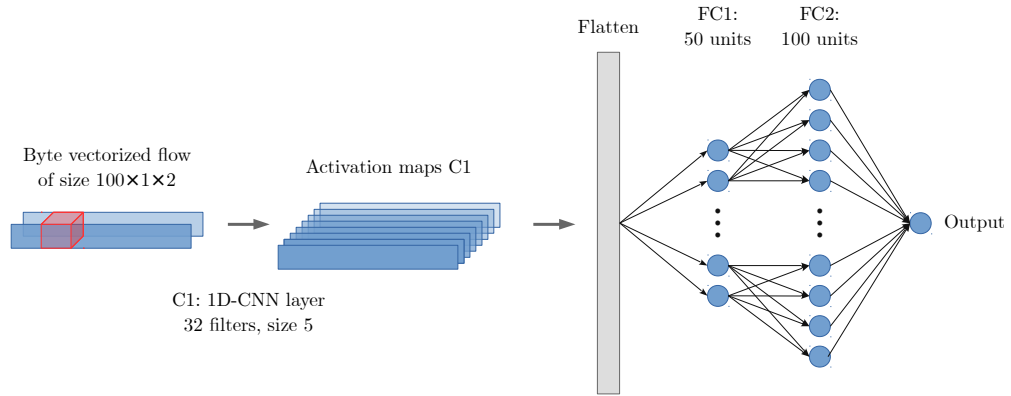 Byte vectorized flow
of size 100×1×2
Activation maps C1
C1: 1D-CNN layer
32 filters, size 5
Flatten
FC1:
50 units
FC2:
100 units
Output